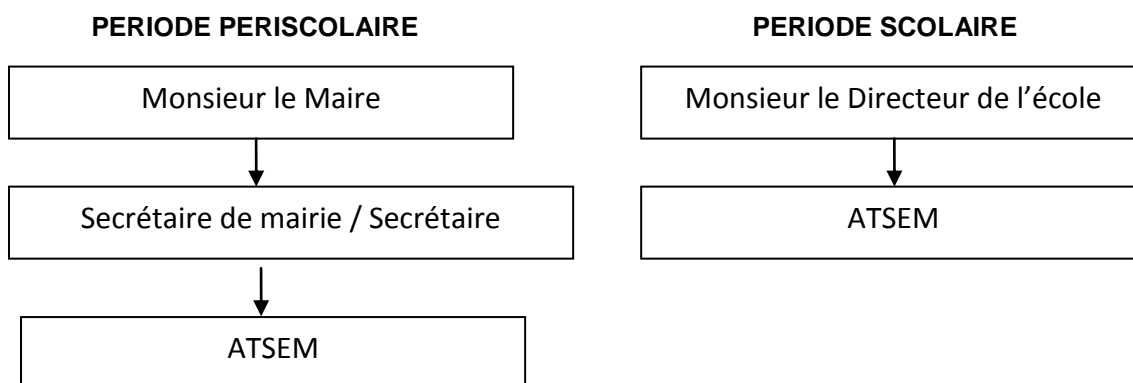 PERIODE PERISCOLAIRE
Monsieur le Maire
Secrétaire de mairie / Secrétaire
ATSEM
PERIODE SCOLAIRE
Monsieur le Directeur de l’école
ATSEM